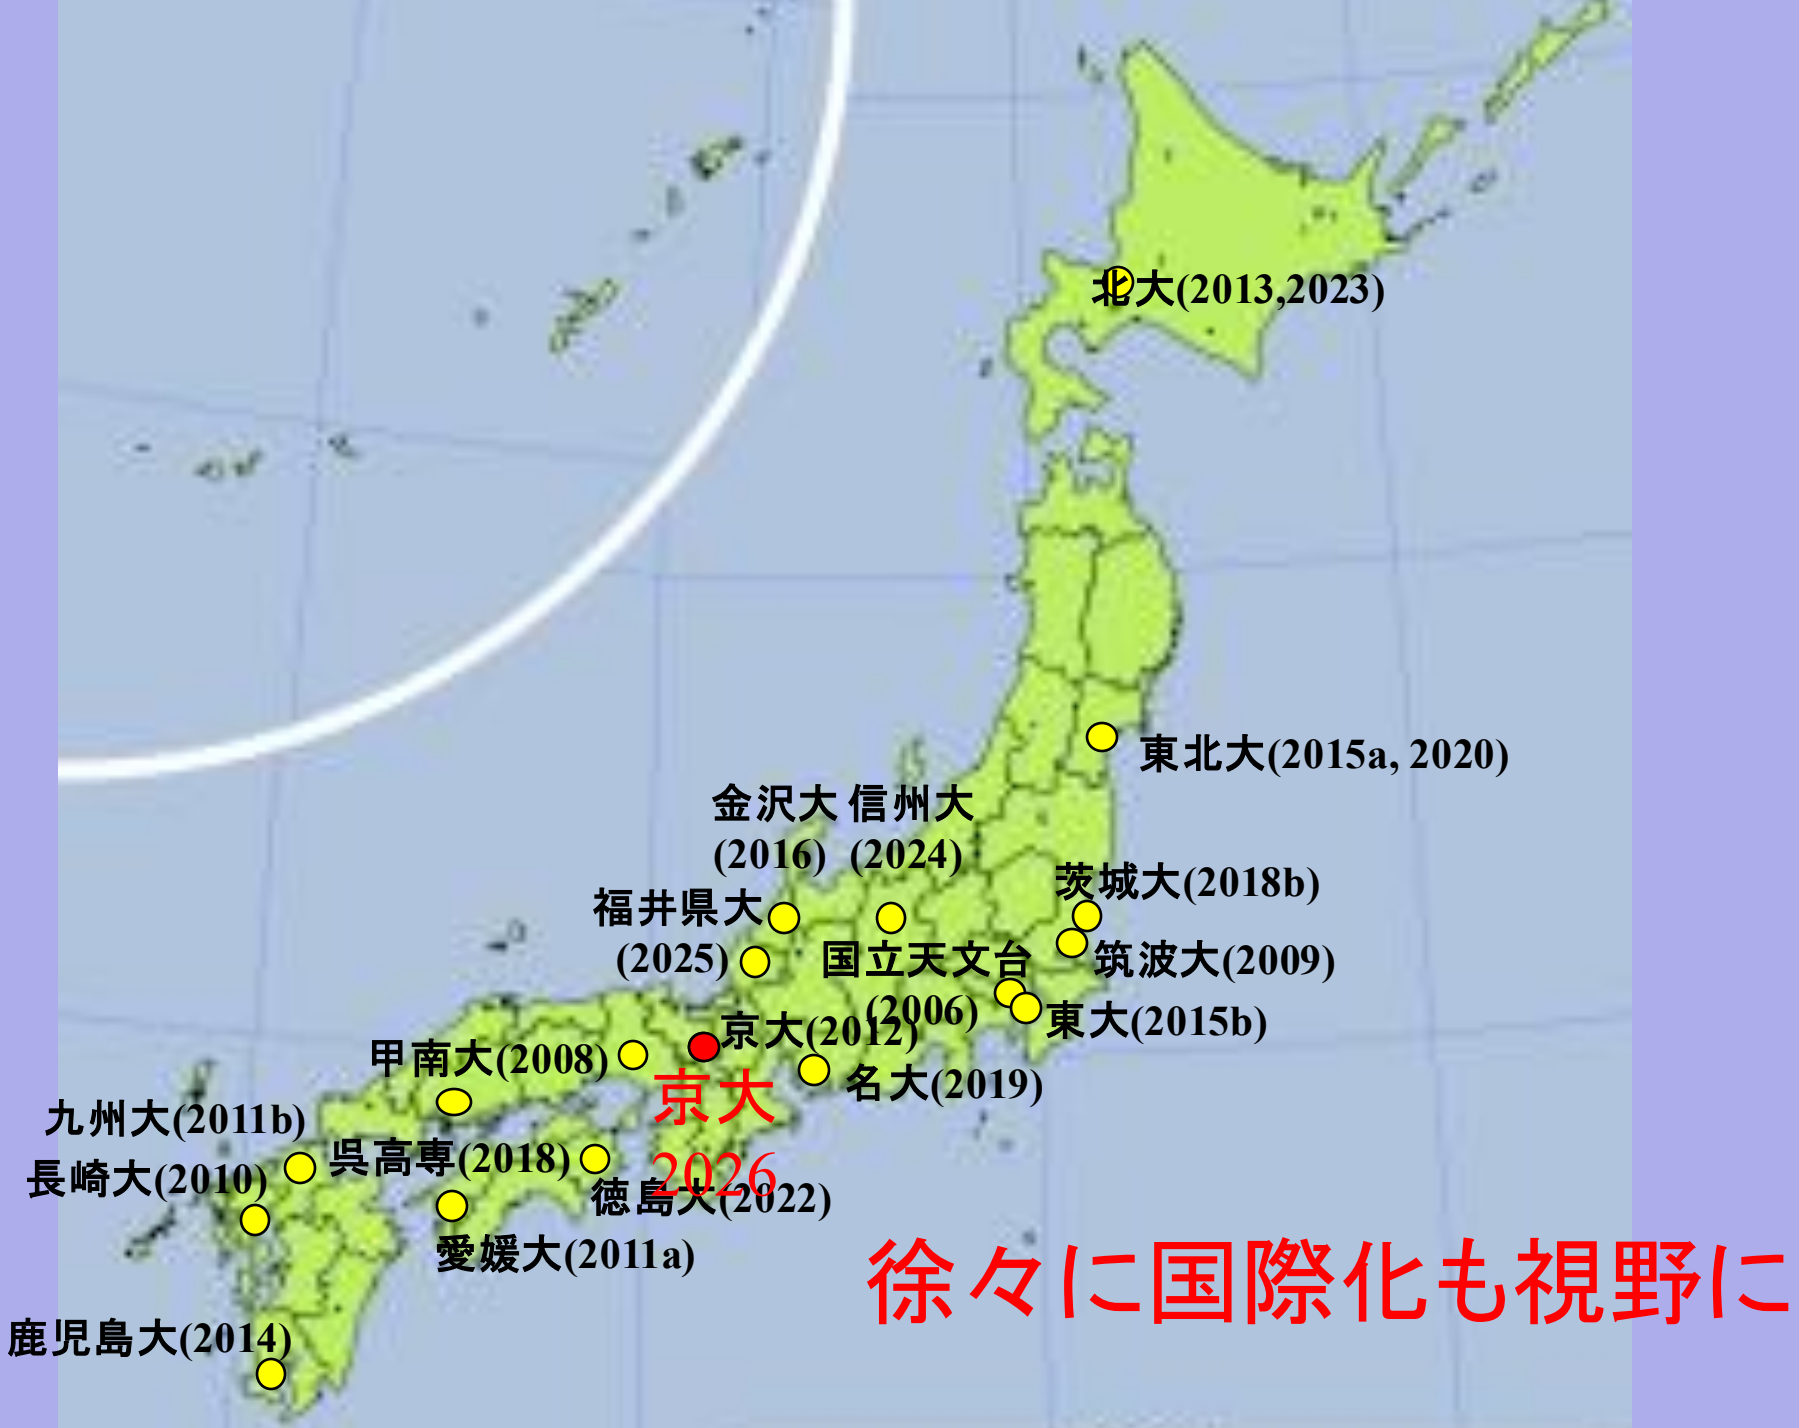 北大(2013,2023)
東北大(2015a, 2020)
金沢大
(2016)
信州大
(2024)
茨城大(2018b)
福井県大
(2025)
国立天文台
(2006)
筑波大(2009)
東大(2015b)
京大(2012)
甲南大(2008)
名大(2019)
京大
2026
九州大(2011b)
呉高専(2018)
長崎大(2010)
徳島大(2022)
愛媛大(2011a)
徐々に国際化も視野に
鹿児島大(2014)